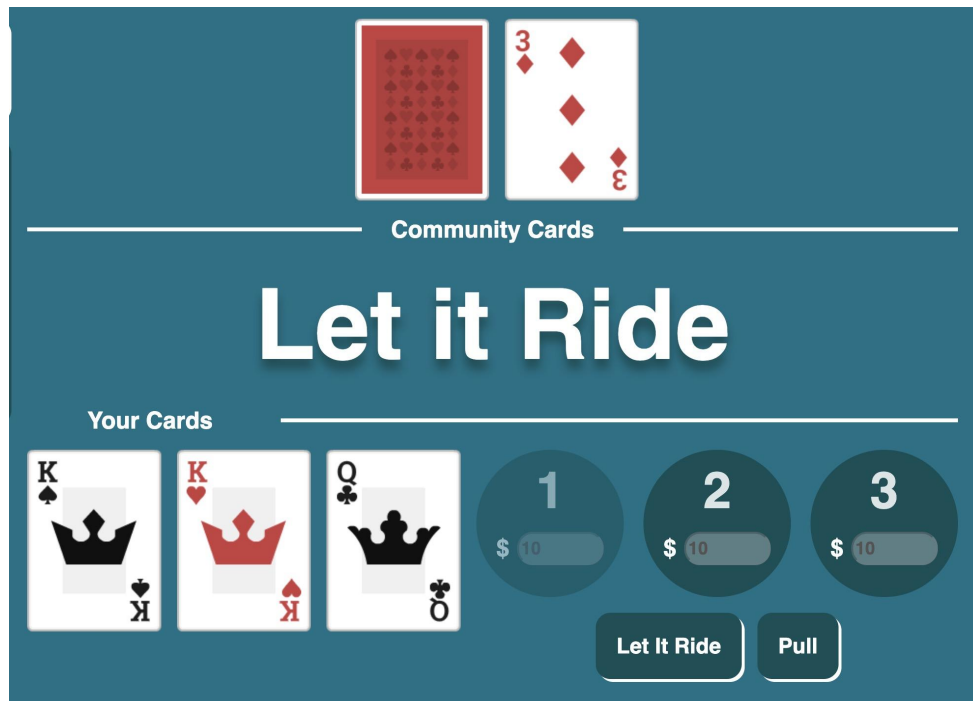 3
3
Community Cards
Let it Ride
Your Cards
K K Q 1 2 3
$ 10 $ 10 $ 10
K K Q
Let It Ride Pull